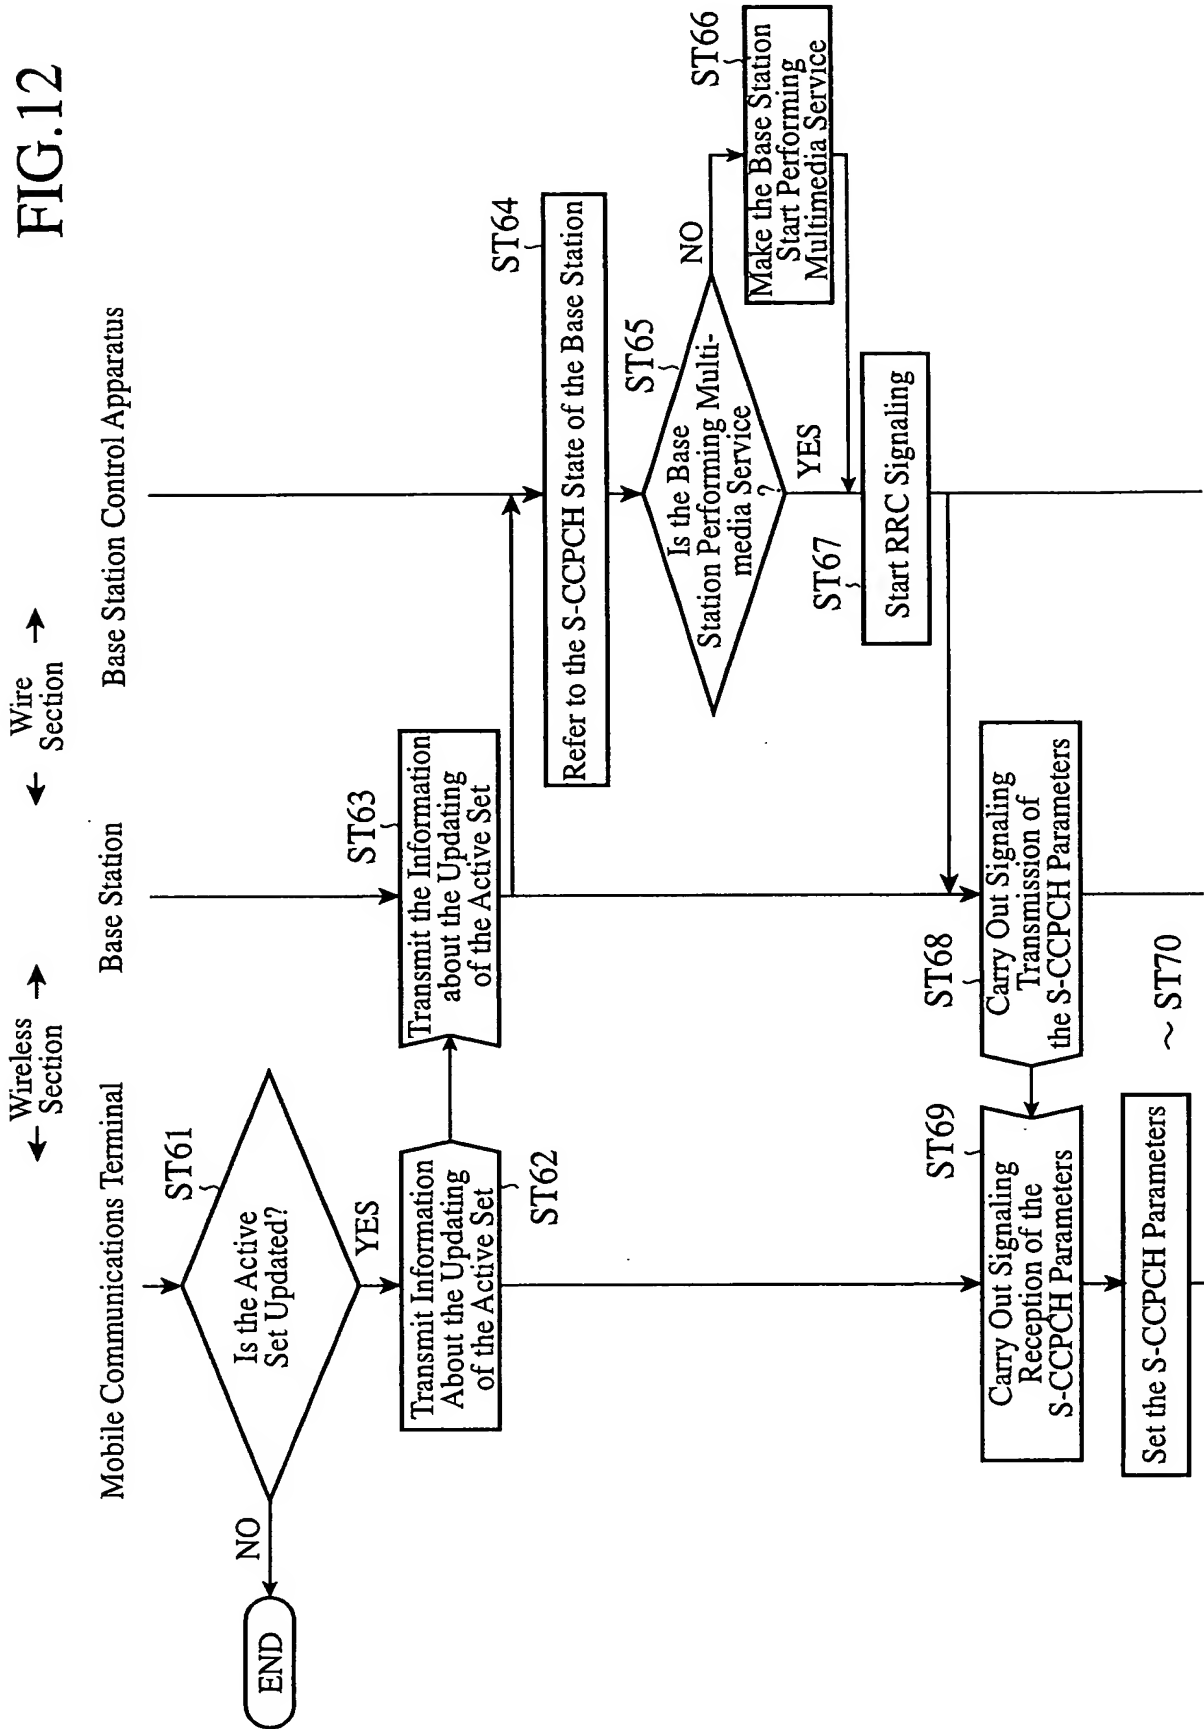 FIG.12
← Wireless →
Section
← Wire →
Section
Mobile Communications Terminal
Base Station
Base Station Control Apparatus
ST61
Is the Active
Set Updated?
NO
END
YES
Transmit Information
About the Updating
of the Active Set
ST62
ST63
Transmit the Information
about the Updating
of the Active Set
ST64
Refer to the S-CCPCH State of the Base Station
ST65
Is the Base
Station Performing Multi-
media Service
?
NO
YES
ST66
Make the Base Station
Start Performing
Multimedia Service
ST67
Start RRC Signaling
ST68
Carry Out Signaling
Transmission of
the S-CCPCH Parameters
ST69
Carry Out Signaling
Reception of the
S-CCPCH Parameters
Set the S-CCPCH Parameters
~ ST70